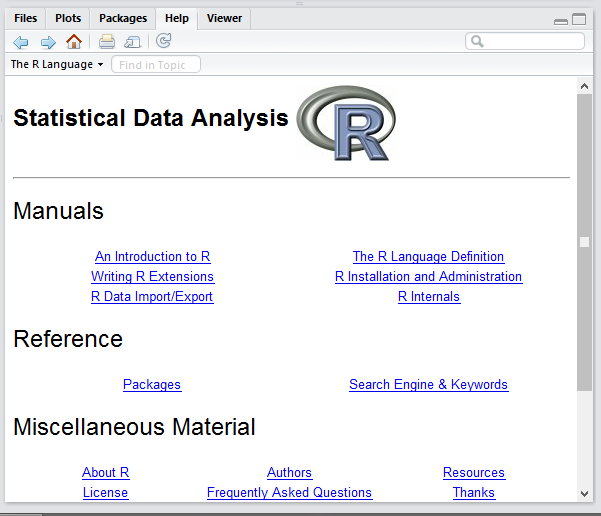 Files Plots Packages Help Viewer
The R Language Find in Topic
Statistical Data Analysis R
Manuals
An Introduction to R The R Language Definition
Writing R Extensions R Installation and Administration
R Data Import/Export R Internals
Reference
Packages Search Engine & Keywords
Miscellaneous Material
About R Authors Resources
License Frequently Asked Questions Thanks